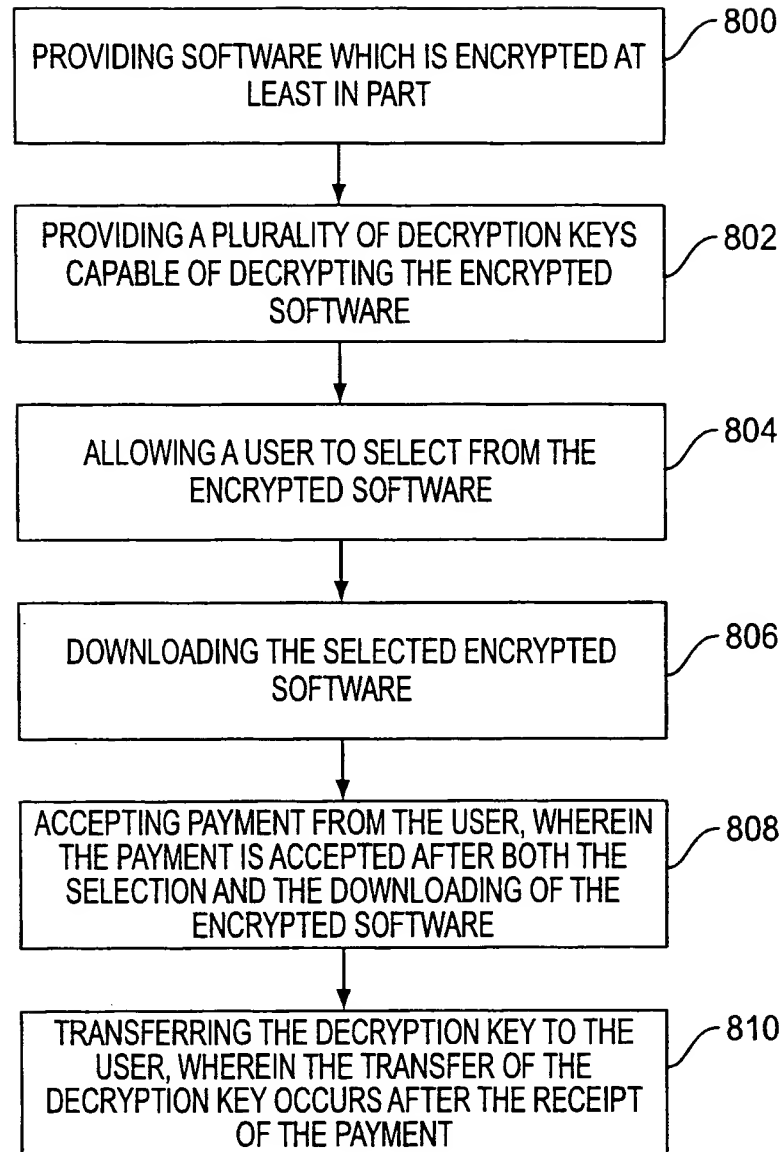 800
PROVIDING SOFTWARE WHICH IS ENCRYPTED AT
LEAST IN PART
802
PROVIDING A PLURALITY OF DECRYPTION KEYS
CAPABLE OF DECRYPTING THE ENCRYPTED
SOFTWARE
804
ALLOWING A USER TO SELECT FROM THE
ENCRYPTED SOFTWARE
806
DOWNLOADING THE SELECTED ENCRYPTED
SOFTWARE
808
ACCEPTING PAYMENT FROM THE USER, WHEREIN
THE PAYMENT IS ACCEPTED AFTER BOTH THE
SELECTION AND THE DOWNLOADING OF THE
ENCRYPTED SOFTWARE
810
TRANSFERRING THE DECRYPTION KEY TO THE
USER, WHEREIN THE TRANSFER OF THE
DECRYPTION KEY OCCURS AFTER THE RECEIPT
OF THE PAYMENT